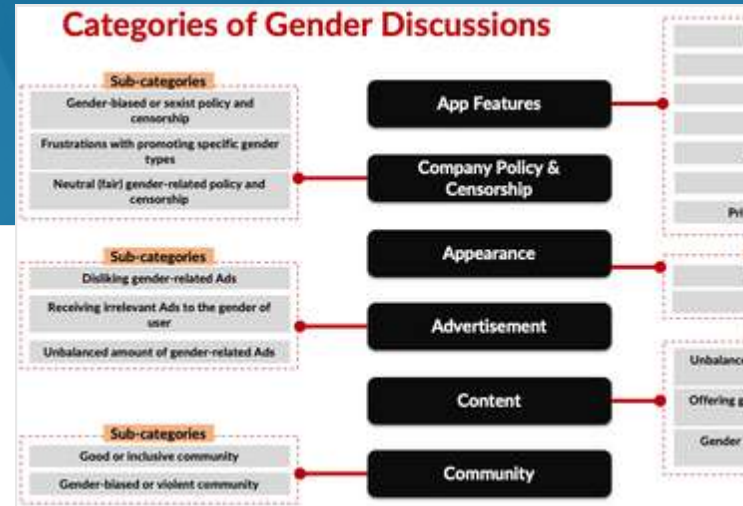 Categories of Gender Discussions
Sub-categories
Gender-biased or sexist policy and
censorship
Frustrations with promoting specific gender
types
Neutral (fair) gender-related policy and
censorship
Sub-categories
Disliking gender-related Ads
Receiving irrelevant Ads to the gender of
user
Unbalanced amount of gender-related Ads
Sub-categories
Good or inclusive community
Gender-biased or violent community
App Features
Company Policy &
Censorship
Appearance
Advertisement
Content
Community
Offering
Gender